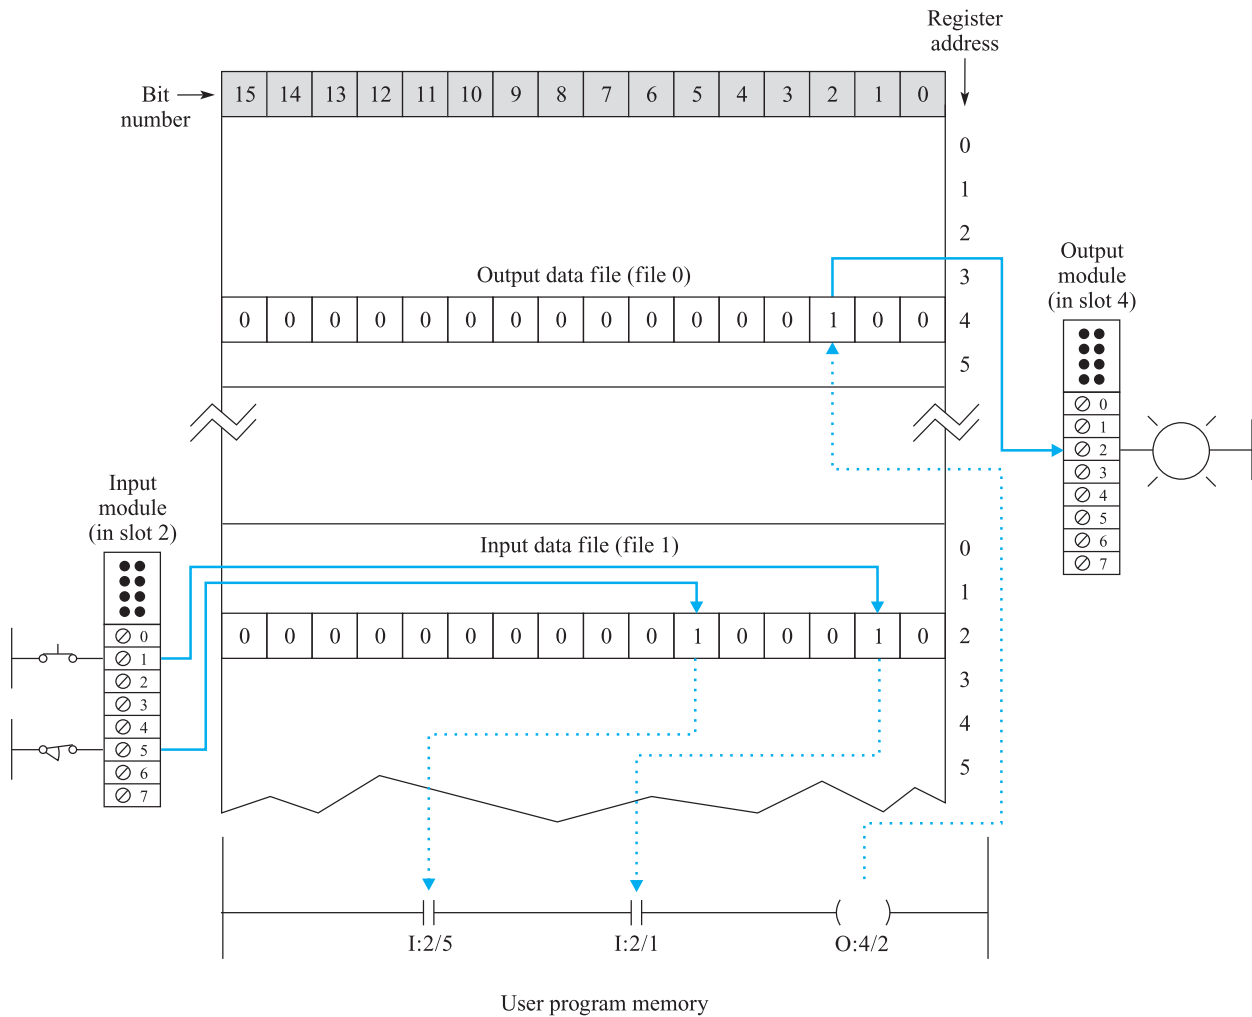 Register
address
Bit
number
15 14 13 12 11 10 9 8 7 6 5 4 3 2 1 0
0
1
2
Output data file (file 0)
3
0 0 0 0 0 0 0 0 0 0 0 0 0 1 0 0
4
5
Output
module
(in slot 4)
0
1
2
3
4
5
6
7
Input
module
(in slot 2)
0
1
2
3
4
5
6
7
Input data file (file 1)
0
1
0 0 0 0 0 0 0 0 0 0 1 0 0 0 1 0
2
3
4
5
I:2/5
I:2/1
O:4/2
User program memory